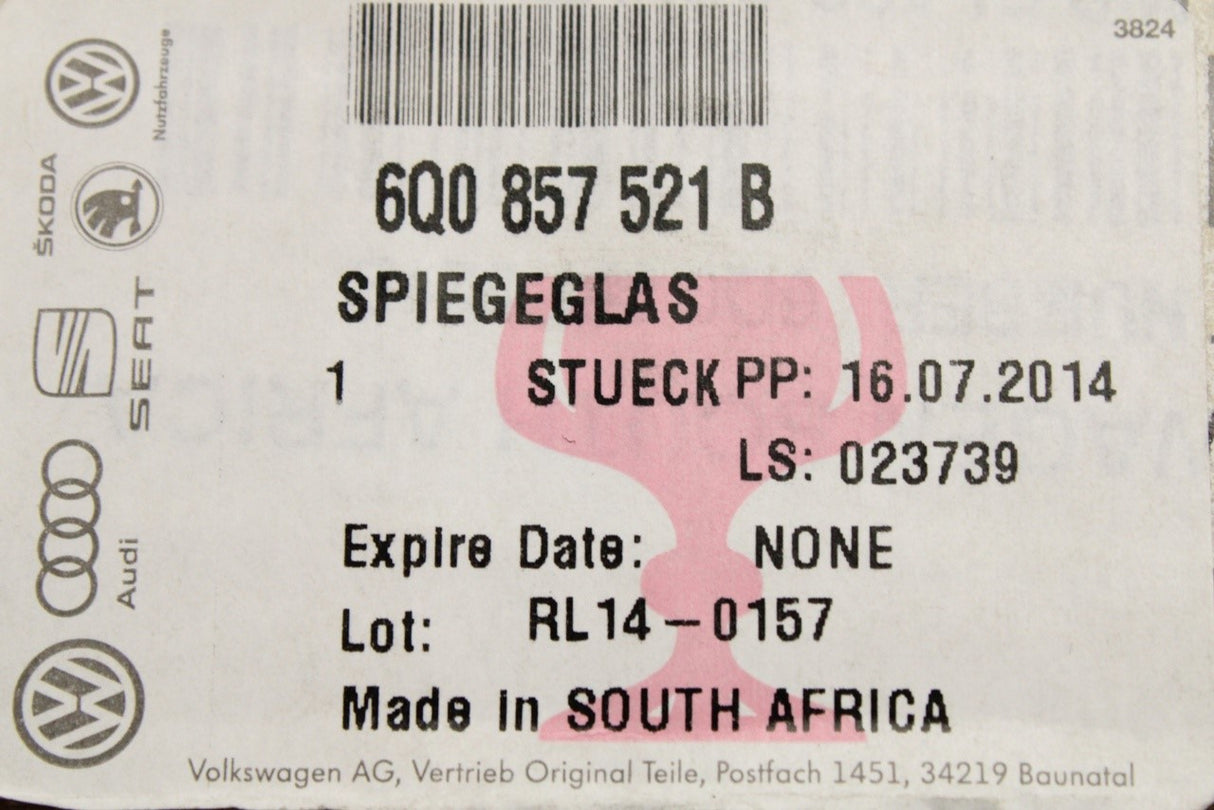 3824
Nutzfahrzeuge
ŠKODA
SEAT
Audi
6Q0 857 521 B
SPIEGEGLAS
1 STUECK PP: 16.07.2014
LS: 023739
Expire Date: NONE
Lot: RL14-0157
Made in SOUTH AFRICA
Volkswagen AG, Vertrieb Original Teile, Postfach 1451, 34219 Baunatal